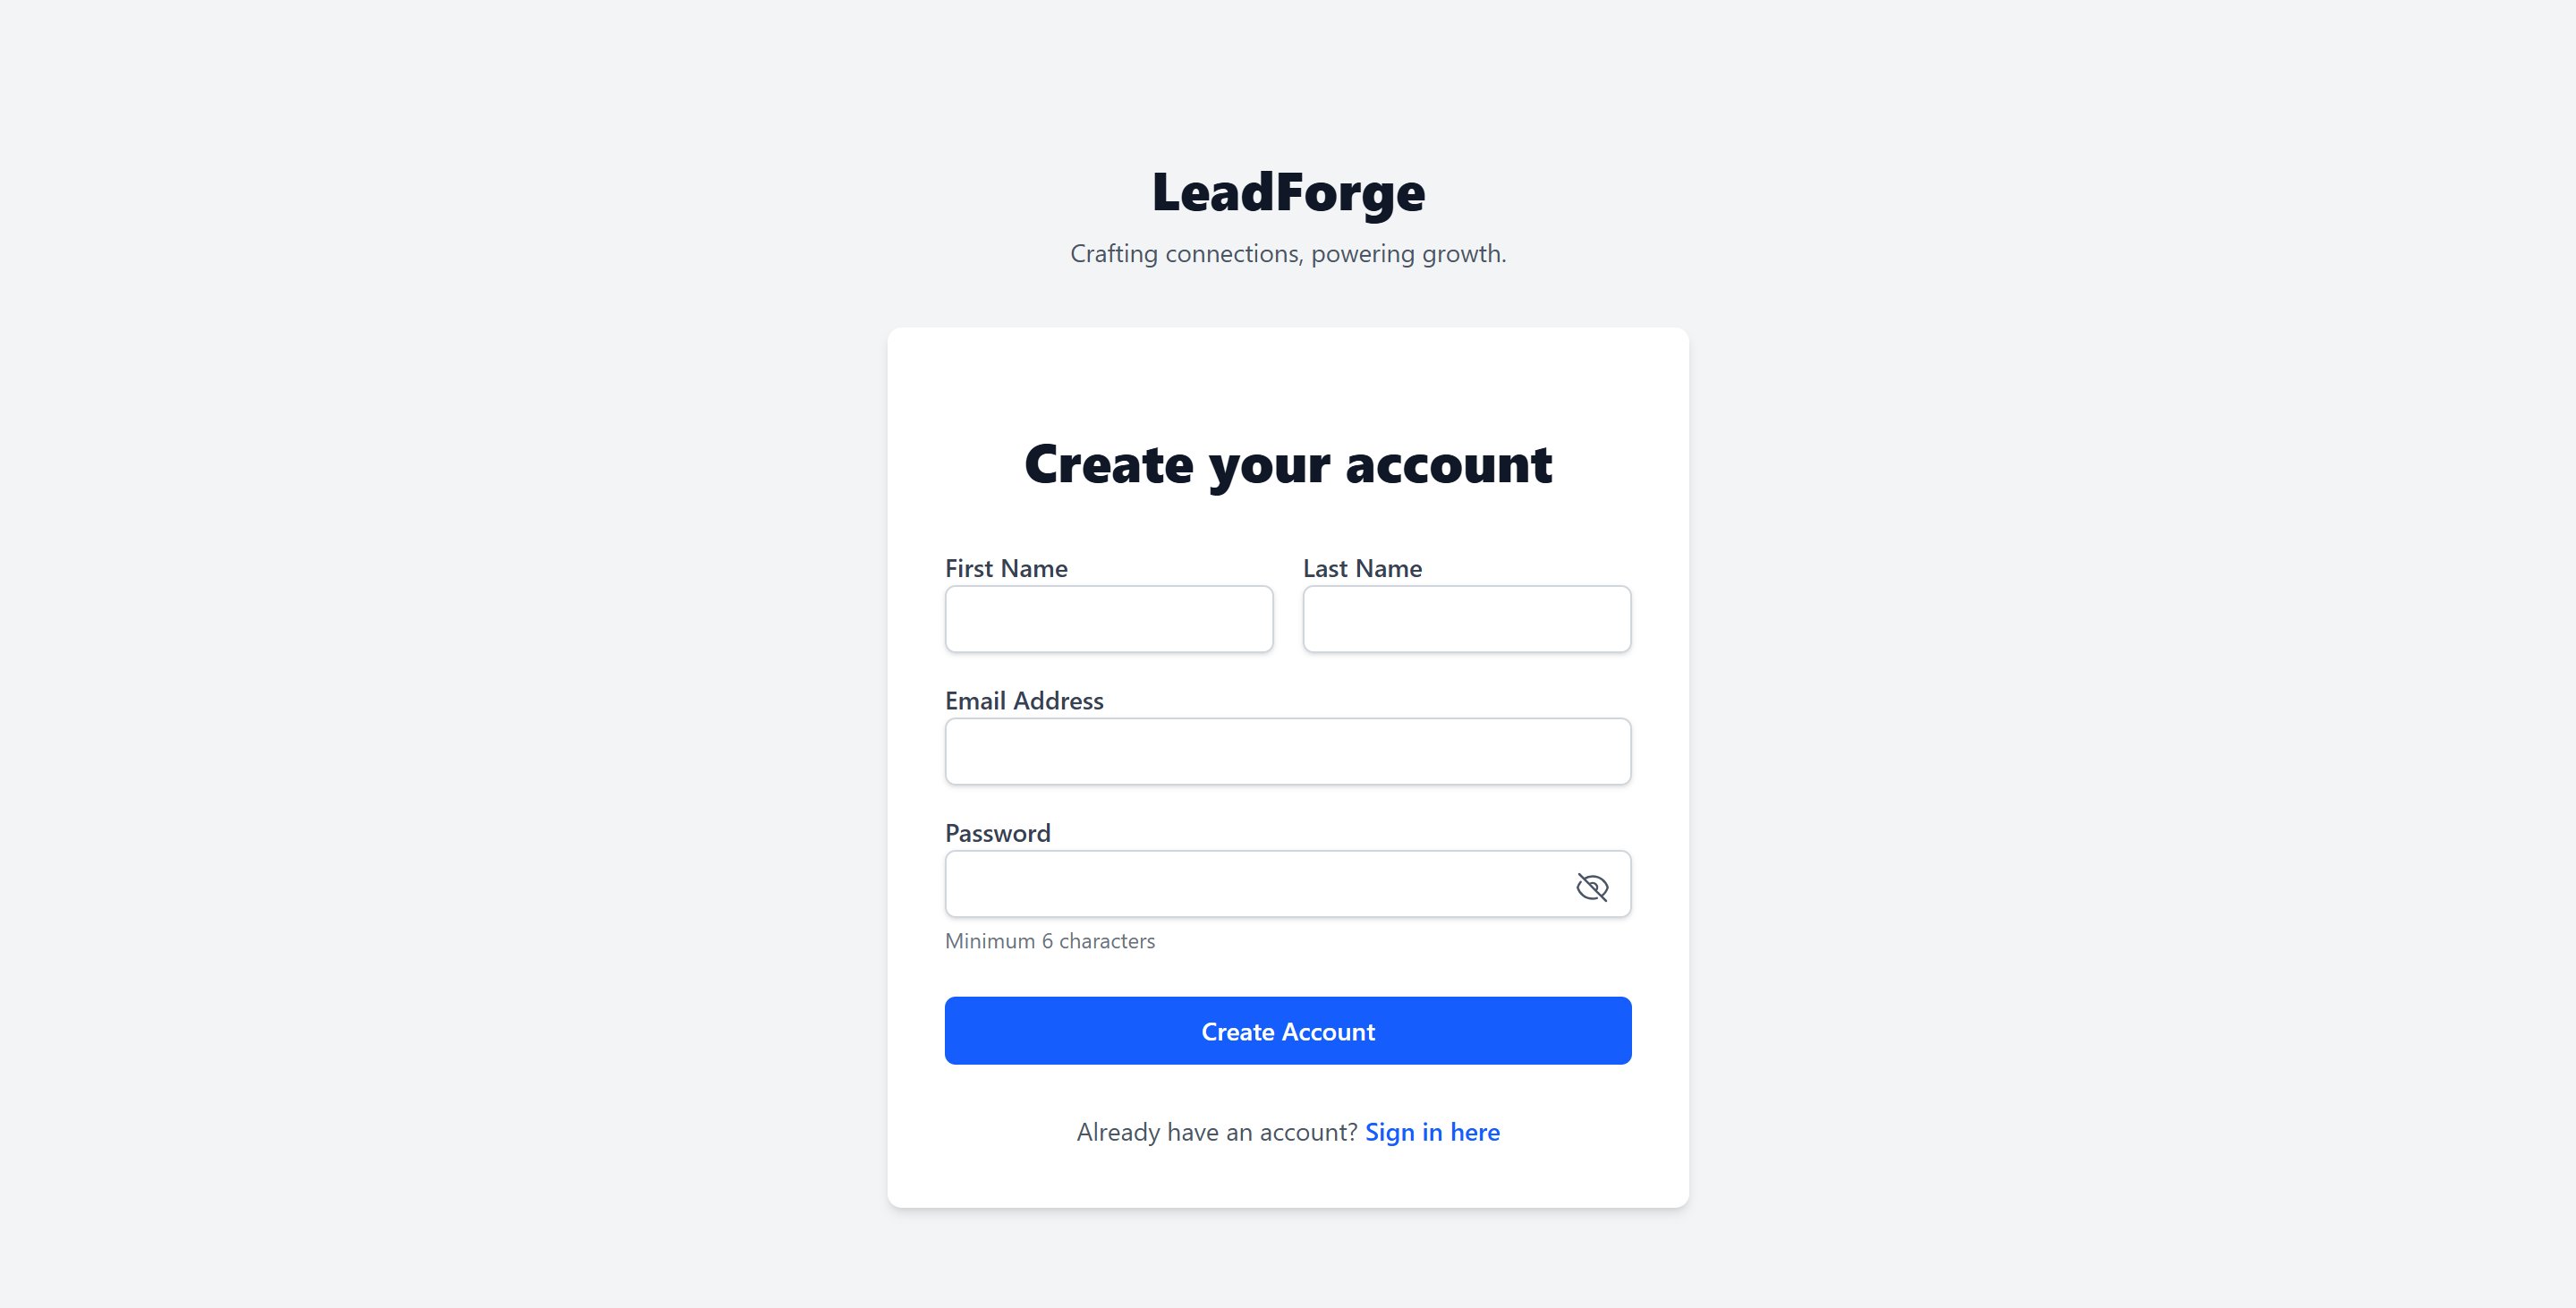 LeadForge
Crafting connections, powering growth.
Create your account
First Name
Last Name
Email Address
Password
Minimum 6 characters
Create Account
Already have an account? Sign in here